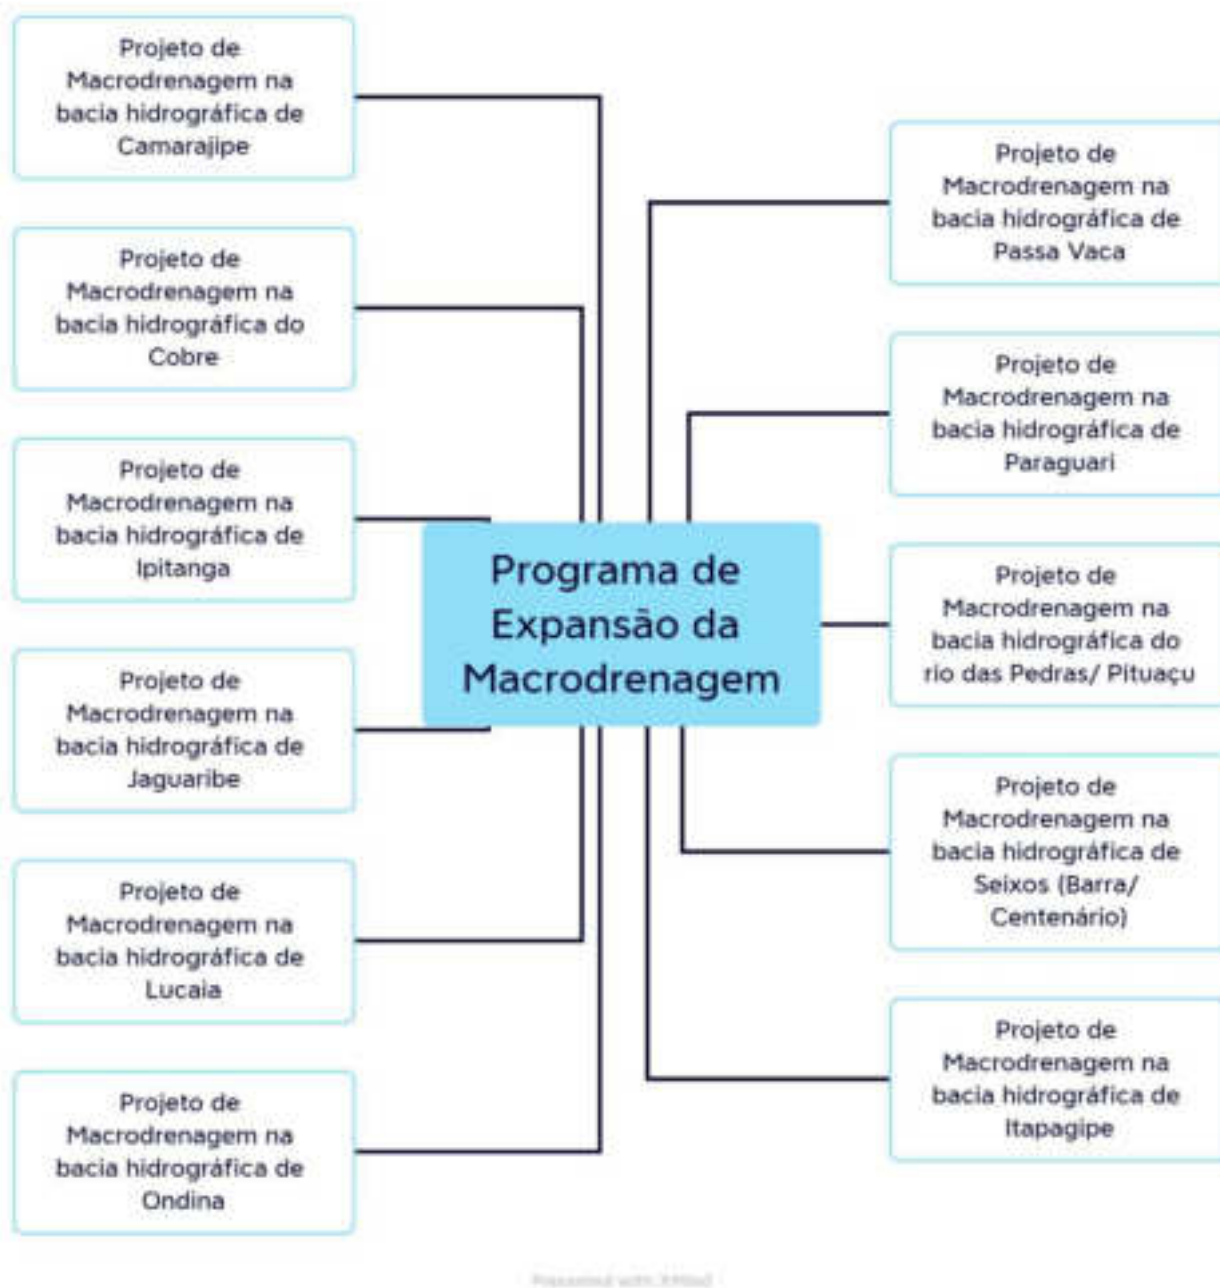 Projeto de
Macrodrenagem na
bacia hidrográfica de
Camarajipe
Projeto de
Macrodrenagem na
bacia hidrográfica do
Cobre
Projeto de
Macrodrenagem na
bacia hidrográfica de
Ipitanga
Projeto de
Macrodrenagem na
bacia hidrográfica de
Jaguaribe
Projeto de
Macrodrenagem na
bacia hidrográfica de
Lucaia
Projeto de
Macrodrenagem na
bacia hidrográfica de
Ondina
Programa de
Expansão da
Macrodrenagem
Projeto de
Macrodrenagem na
bacia hidrográfica de
Passa Vaca
Projeto de
Macrodrenagem na
bacia hidrográfica de
Paraguari
Projeto de
Macrodrenagem na
bacia hidrográfica do
rio das Pedras/ Pituaçu
Projeto de
Macrodrenagem na
bacia hidrográfica de
Seixos (Barra/
Centenário)
Projeto de
Macrodrenagem na
bacia hidrográfica de
Itapagipe
Presented with XMind